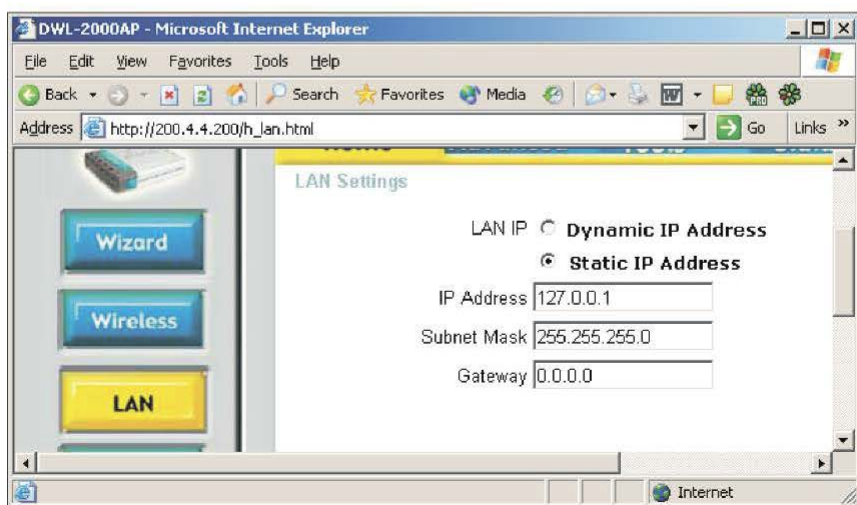 DWL-2000AP - Microsoft Internet Explorer
File Edit View Favorites Tools Help
Back Search Favorites Media
Address http://200.4.4.200/h_lan.html Go Links »
LAN Settings
Wizard
Wireless
LAN
LAN IP Dynamic IP Address
Static IP Address
IP Address 127.0.0.1
Subnet Mask 255.255.255.0
Gateway 0.0.0.0
Internet